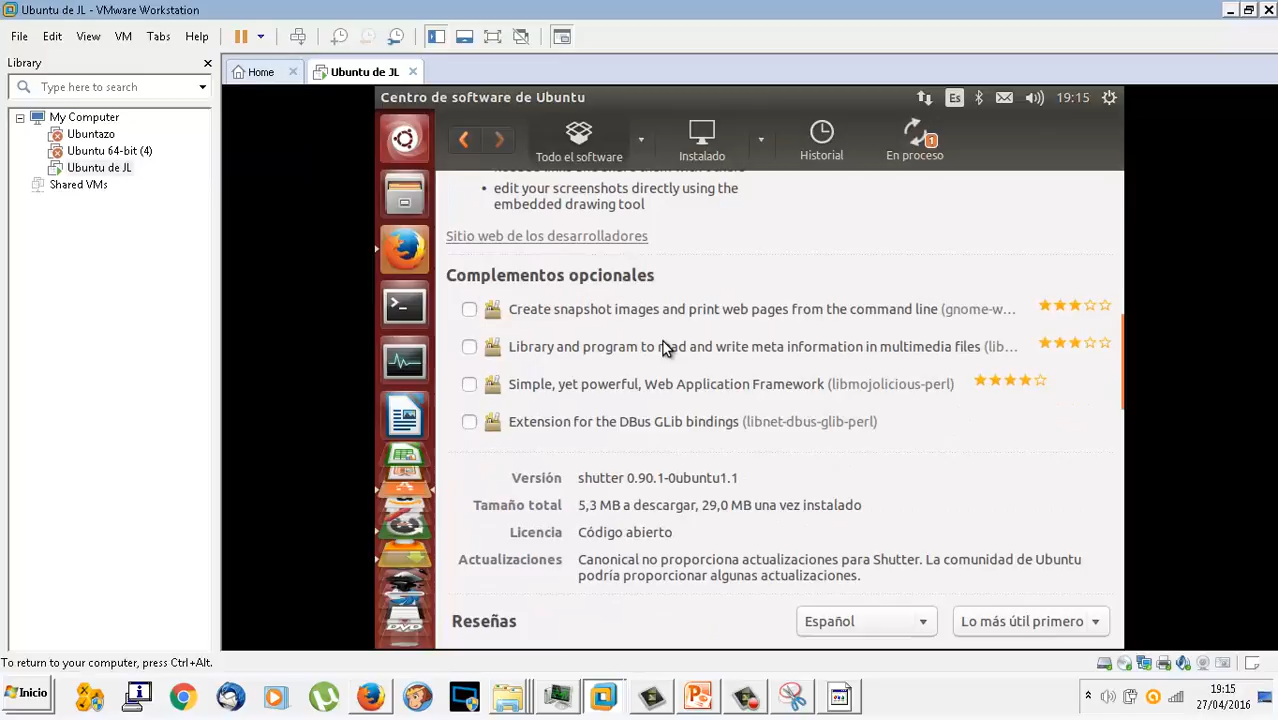 Ubuntu de JL - VMware Workstation
File Edit View VM Tabs Help
Library
Type here to search
My Computer
Ubuntazo
Ubuntu 64-bit (4)
Ubuntu de JL
Shared VMs
Home
Ubuntu de JL
Centro de software de Ubuntu
Es
19:15
Todo el software
Instalado
Historial
En proceso
1
edit your screenshots directly using the
embedded drawing tool
Sitio web de los desarrolladores
Complementos opcionales
Create snapshot images and print web pages from the command line (gnome-w...
Library and program to read and write meta information in multimedia files (lib...
Simple, yet powerful, Web Application Framework (libmojolicious-perl)
Extension for the DBus GLib bindings (libnet-dbus-glib-perl)
Versión shutter 0.90.1-0ubuntu1.1
Tamaño total 5,3 MB a descargar, 29,0 MB una vez instalado
Licencia Código abierto
Actualizaciones Canonical no proporciona actualizaciones para Shutter. La comunidad de Ubuntu
podría proporcionar algunas actualizaciones.
Reseñas
Español
Lo más útil primero
To return to your computer, press Ctrl+Alt.
Inicio
19:15
27/04/2016